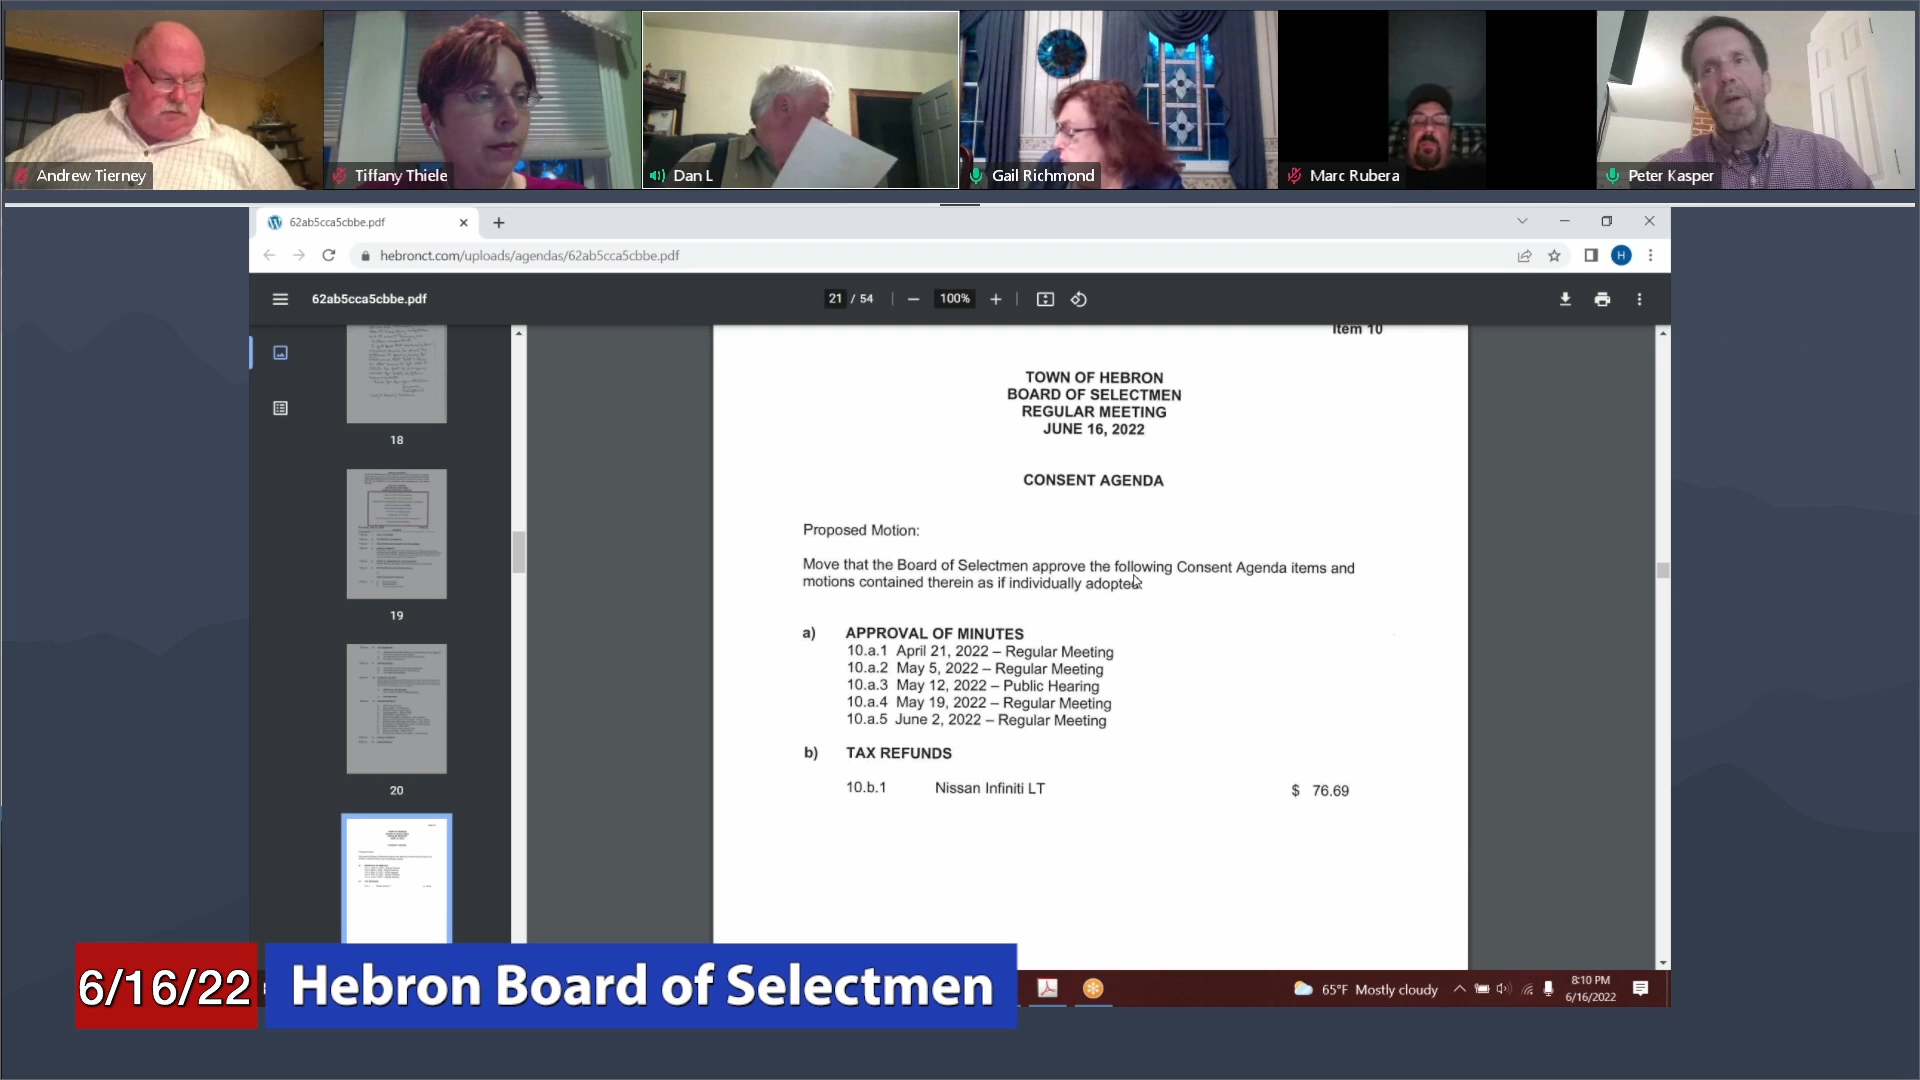 Andrew Tierney
Tiffany Thiele
Dan L
Gail Richmond
Marc Rubera
Peter Kasper
62ab5cca5cbbe.pdf
hebronct.com/uploads/agendas/62ab5cca5cbbe.pdf
H
62ab5cca5cbbe.pdf
21 / 54
100%
18
19
20
Item 10
TOWN OF HEBRON
BOARD OF SELECTMEN
REGULAR MEETING
JUNE 16, 2022
CONSENT AGENDA
Proposed Motion:
Move that the Board of Selectmen approve the following Consent Agenda items and
motions contained therein as if individually adopted:
a) APPROVAL OF MINUTES
10.a.1 April 21, 2022 – Regular Meeting
10.a.2 May 5, 2022 – Regular Meeting
10.a.3 May 12, 2022 – Public Hearing
10.a.4 May 19, 2022 – Regular Meeting
10.a.5 June 2, 2022 – Regular Meeting
b) TAX REFUNDS
10.b.1 Nissan Infiniti LT $ 76.69
6/16/22
Hebron Board of Selectmen
65°F Mostly cloudy
8:10 PM
6/16/2022